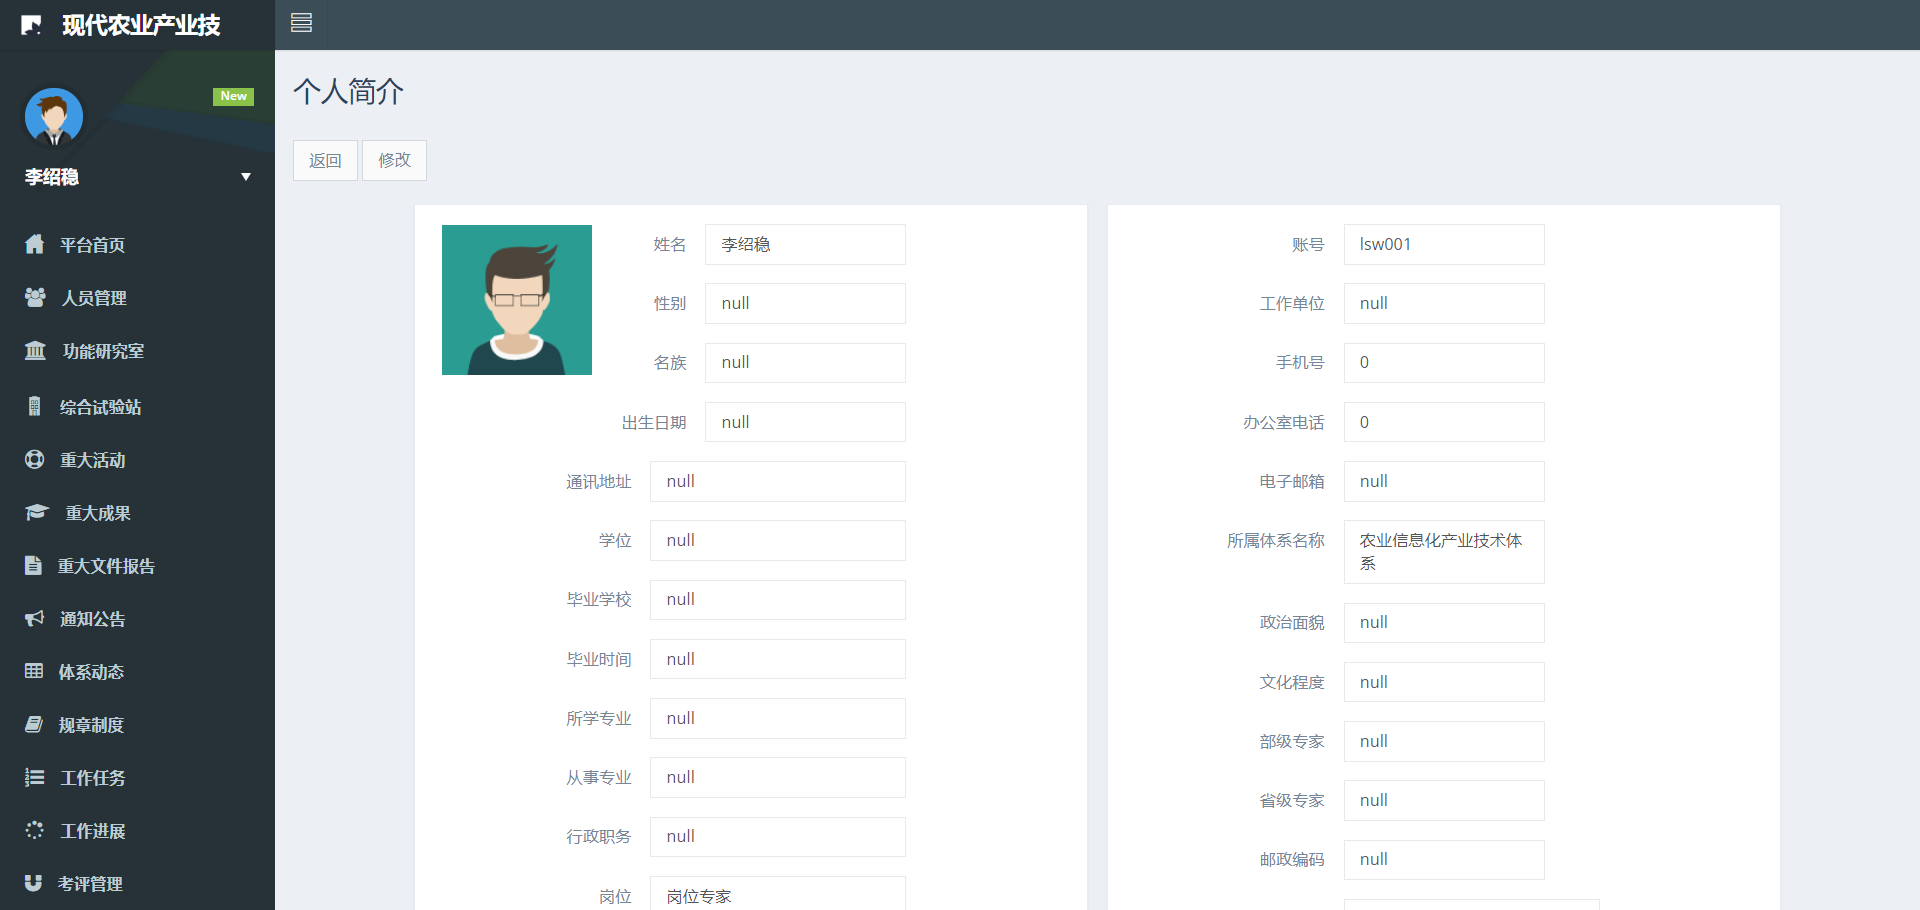 现代农业产业技
New
李绍稳
平台首页
人员管理
功能研究室
综合试验站
重大活动
重大成果
重大文件报告
通知公告
体系动态
规章制度
工作任务
工作进展
考评管理
个人简介
返回 修改
姓名 李绍稳
性别 null
名族 null
出生日期 null
通讯地址 null
学位 null
毕业学校 null
毕业时间 null
所学专业 null
从事专业 null
行政职务 null
岗位 岗位专家
账号 lsw001
工作单位 null
手机号 0
办公室电话 0
电子邮箱 null
所属体系名称 农业信息化产业技术体
系
政治面貌 null
文化程度 null
部级专家 null
省级专家 null
邮政编码 null